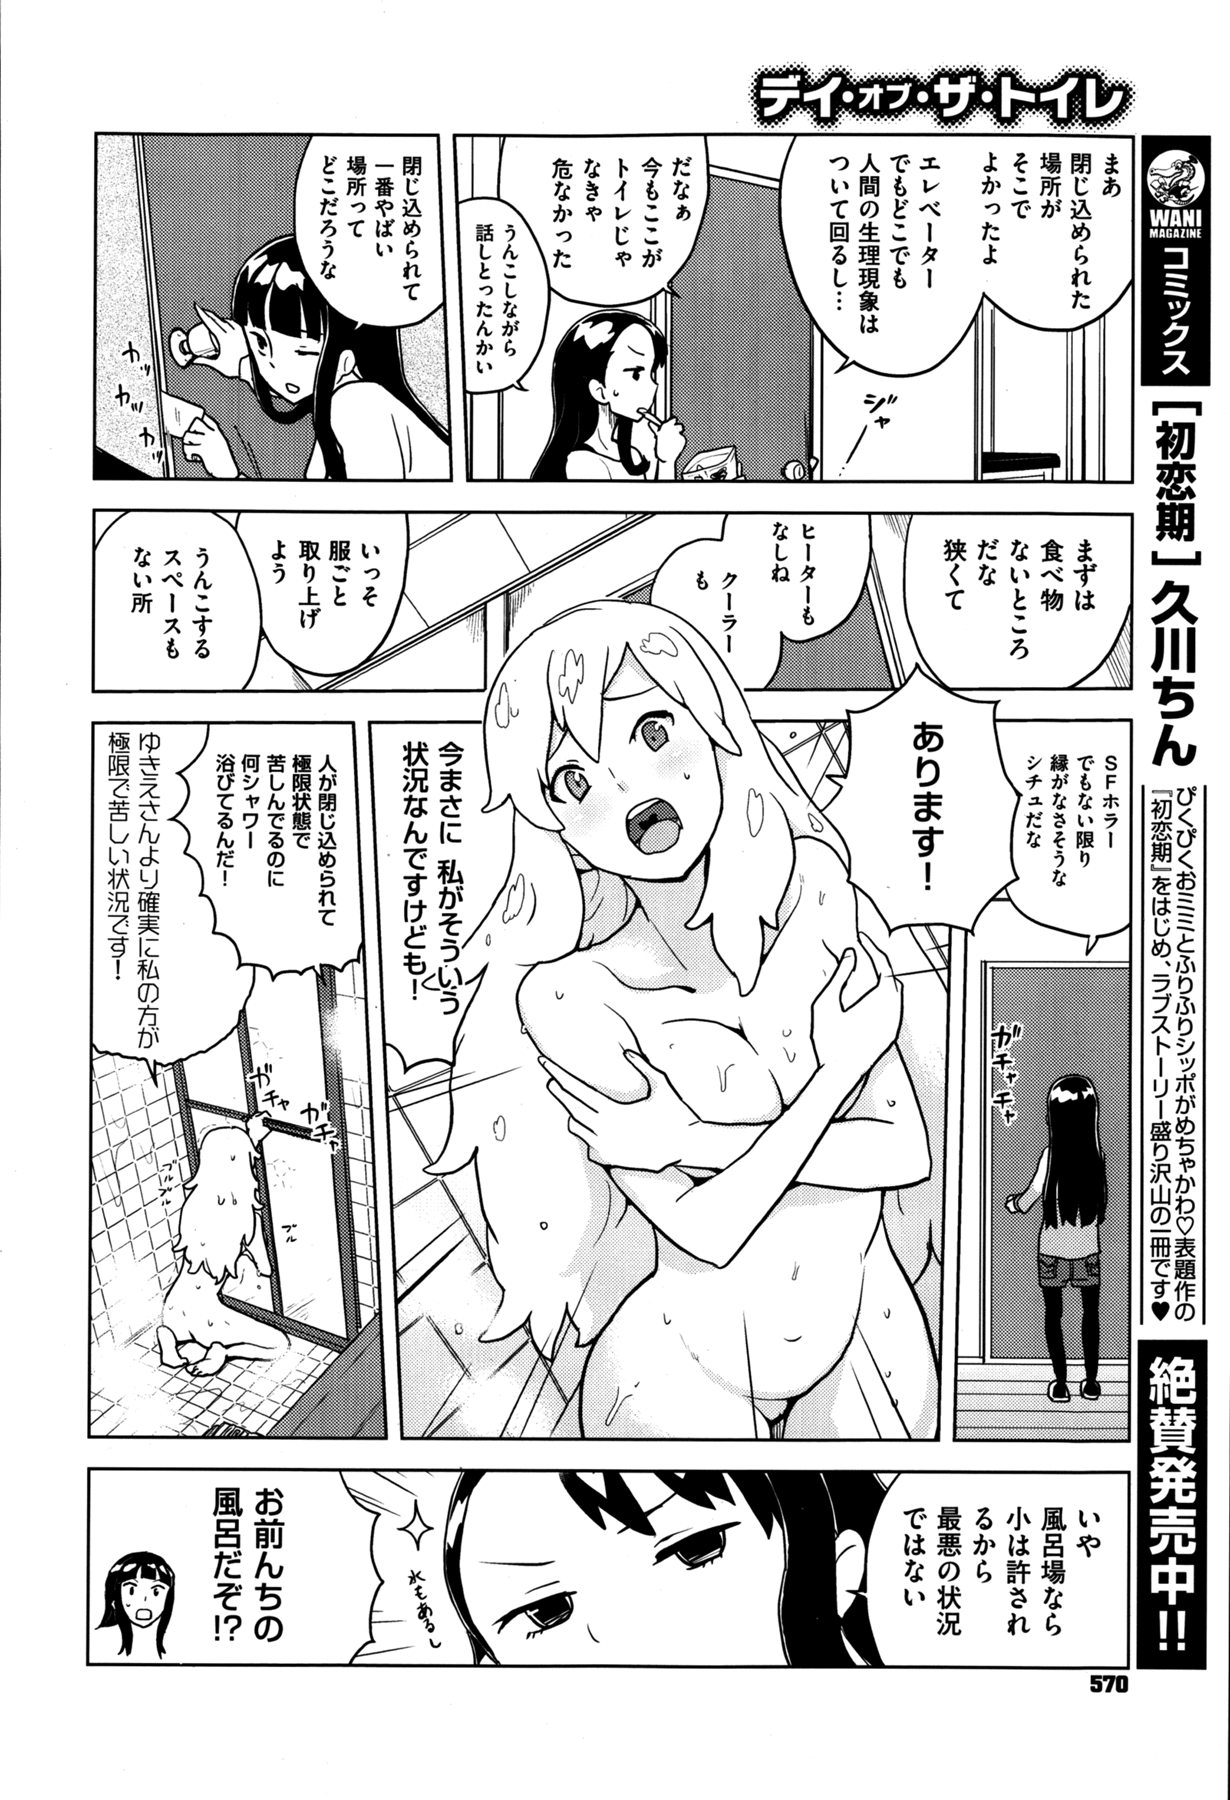 デイ・オブ・ザ・トイレ
まあ
閉じ込められた
場所が
そこで
よかったよ
エレベーター
でもどこでも
人間の生理現象は
ついて回るし…
ジャ
だなぁ
今もここが
トイレじゃ
なきゃ
危なかった
うんこしながら
話しとったんかい
閉じ込められて
一番やばい
場所って
どこだろうな
カッ
カッ
カッ
まずは
食べ物
ないところ
だな
狭くて
ヒーターも
なしね
クーラー
も
いっそ
服ごと
取り上げ
よう
うんこする
スペースも
ない所
SFホラー
でもない限り
縁がなさそうな
シチュだな
ガチャ
ガチャ
あります!
今まさに 私がそういう
状況なんですけども!
人が閉じ込められて
極限状態で
苦しんでるのに
何シャワー
浴びてるんだ!
ゆきえさんより確実に私の方が
極限で苦しい状況です!
ガチャ
ガチャ
ブルブル
ブル
いや
風呂場なら
小は許され
るから
最悪の状況
ではない
水もあるし
お前んちの
風呂だぞ!?
WANI
MAGAZINE
コミックス
[初恋期]久川ちん
ぴくぴくおミミとふりふりシッポがめちゃかわ♡表題作の
『初恋期』をはじめ、ラブストーリー盛り沢山の一冊です♥
絶賛発売中!!
570